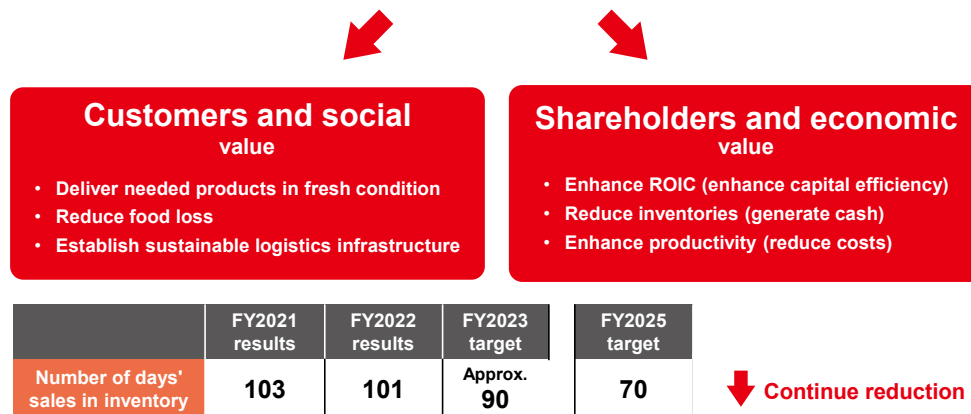 Customers and social
value
• Deliver needed products in fresh condition
• Reduce food loss
• Establish sustainable logistics infrastructure
Shareholders and economic
value
• Enhance ROIC (enhance capital efficiency)
• Reduce inventories (generate cash)
• Enhance productivity (reduce costs)
FY2021 results FY2022 results FY2023 target FY2025 target
Number of days' sales in inventory 103 101 Approx. 90 70
Continue reduction